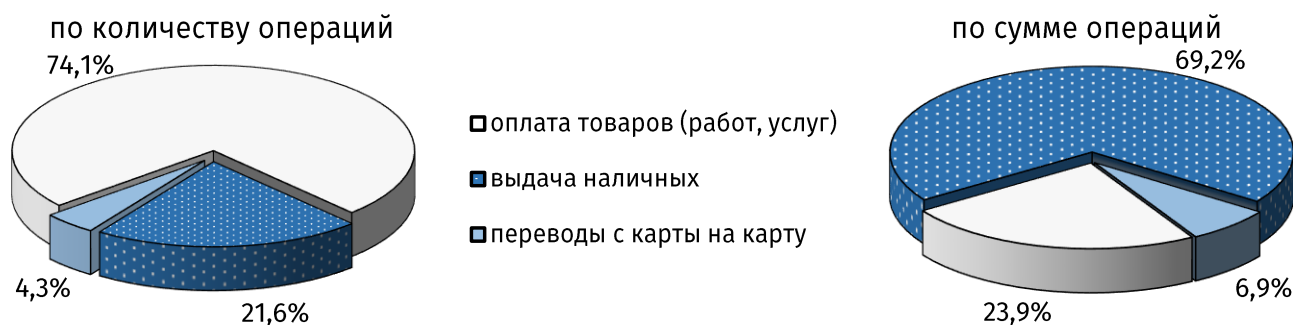 по количеству операций
74,1%
4,3%
21,6%
оплата товаров (работ, услуг)
выдача наличных
переводы с карты на карту
по сумме операций
69,2%
23,9%
6,9%